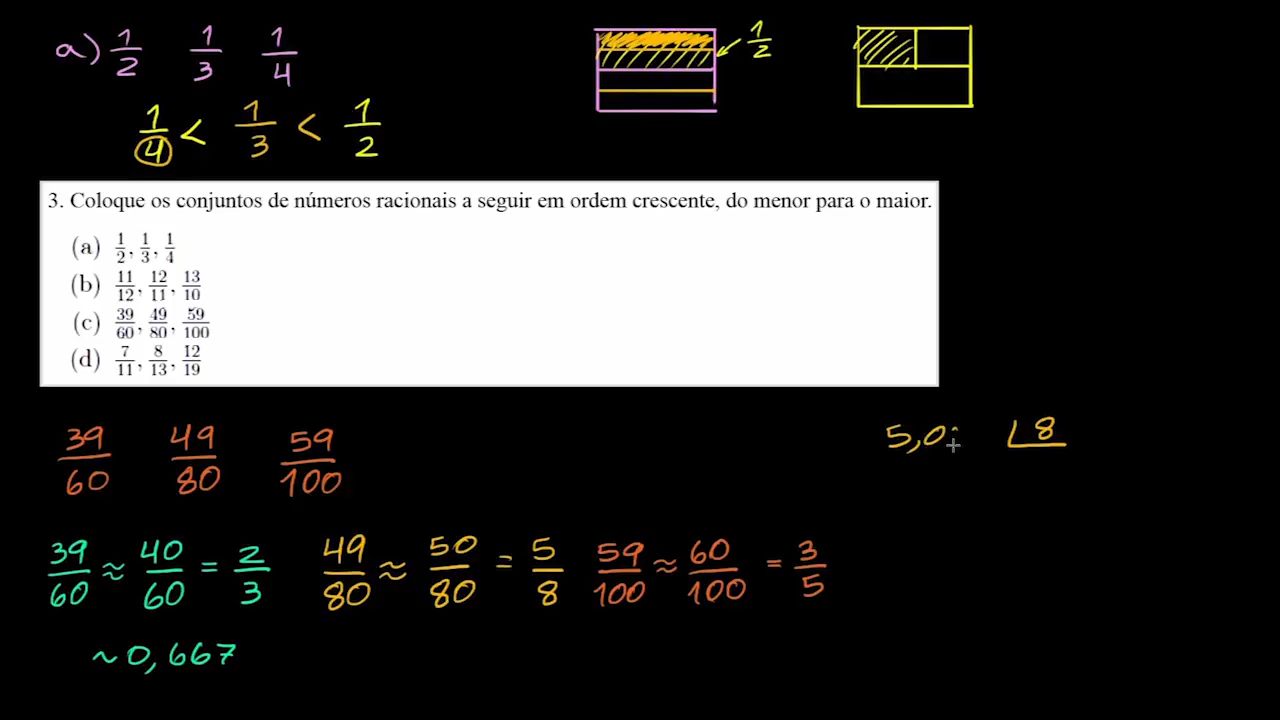 a) 1/2 1/3 1/4
1/4 < 1/3 < 1/2
1/2
3. Coloque os conjuntos de números racionais a seguir em ordem crescente, do menor para o maior.
(a) 1/2, 1/3, 1/4
(b) 11/12, 12/11, 13/10
(c) 39/60, 49/80, 59/100
(d) 7/11, 8/13, 12/19
39/60 49/80 59/100
5,0 8
39/60 ≈ 40/60 = 2/3
49/80 ≈ 50/80 = 5/8
59/100 ≈ 60/100 = 3/5
~0,667